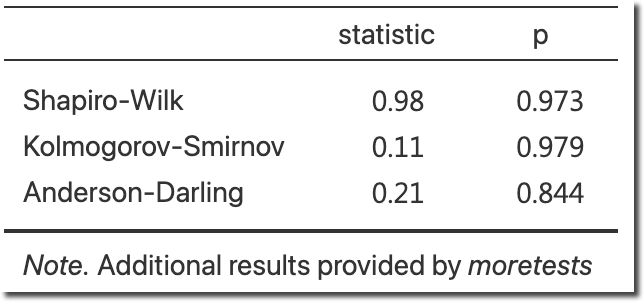 statistic p
Shapiro-Wilk 0.98 0.973
Kolmogorov-Smirnov 0.11 0.979
Anderson-Darling 0.21 0.844
Note. Additional results provided by moretests